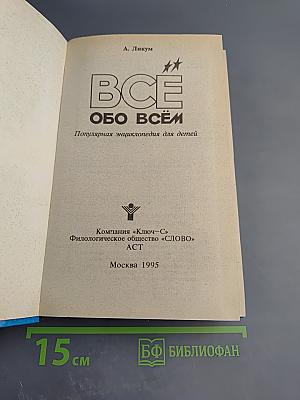 А. Ликум
ВСЁ
ОБО ВСЁМ
Популярная энциклопедия для детей
Компания «Ключ-С»
Филологическое общество «СЛОВО»
АСТ
Москва 1995
15 см
БФ БИБЛИОФАН